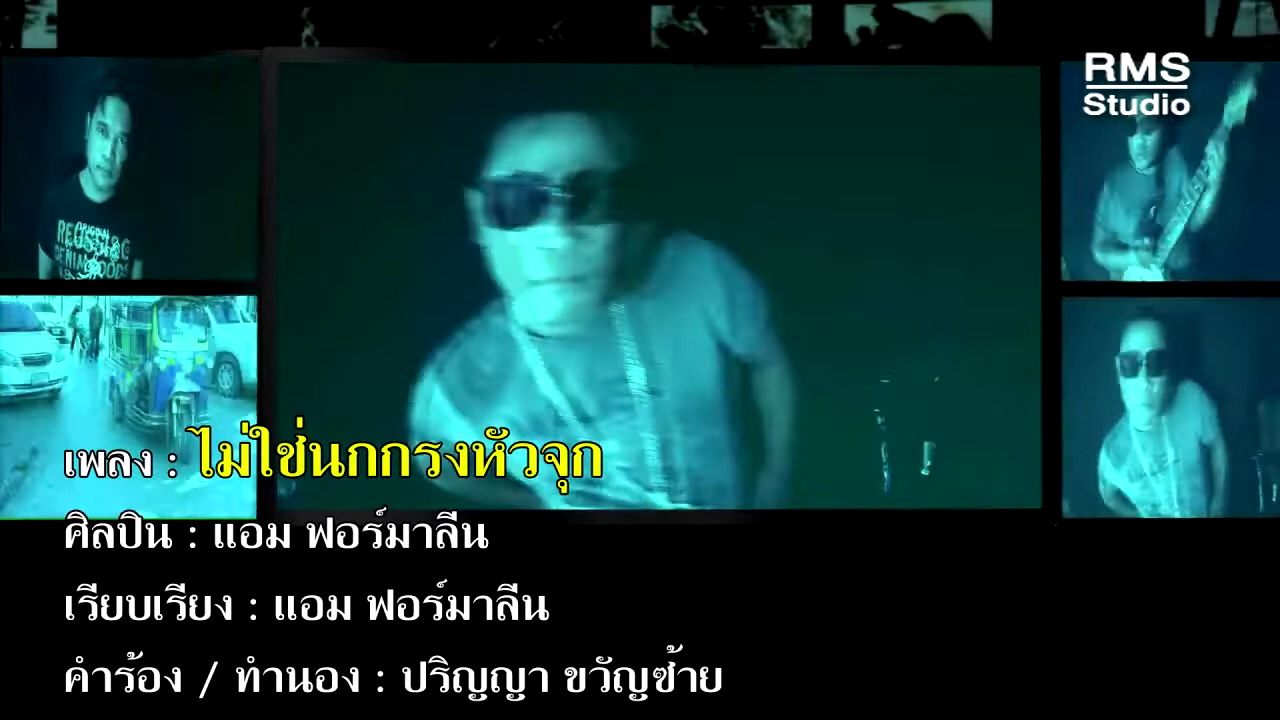 RMS
Studio
เพลง : ไม่ใช่นกกรงหัวจุก
ศิลปิน : แอม ฟอร์มาลีน
เรียบเรียง : แอม ฟอร์มาลีน
คำร้อง / ทำนอง : ปริญญา ขวัญซ้าย